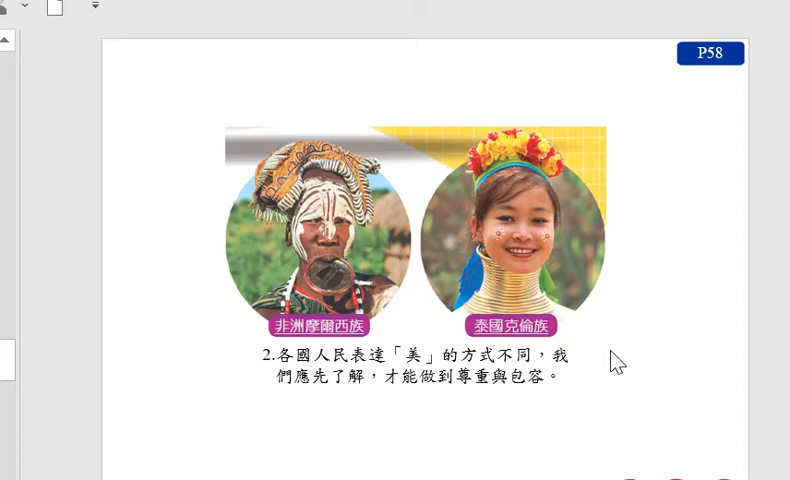 P58
非洲摩爾西族
泰國克倫族
2.各國人民表達「美」的方式不同，我
們應先了解，才能做到尊重與包容。